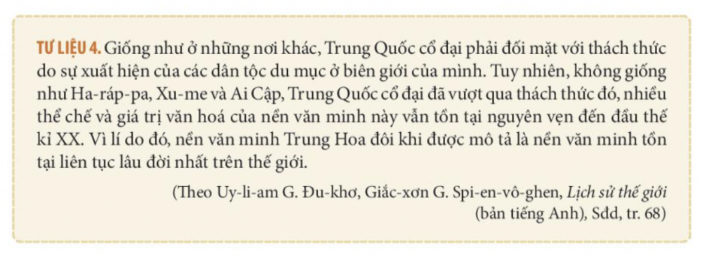 TƯ LIỆU 4. Giống như ở những nơi khác, Trung Quốc cổ đại phải đối mặt với thách thức
do sự xuất hiện của các dân tộc du mục ở biên giới của mình. Tuy nhiên, không giống
như Ha-ráp-pa, Xu-me và Ai Cập, Trung Quốc cổ đại đã vượt qua thách thức đó, nhiều
thể chế và giá trị văn hoá của nền văn minh này vẫn tồn tại nguyên vẹn đến đầu thế
kỉ XX. Vì lí do đó, nền văn minh Trung Hoa đôi khi được mô tả là nền văn minh tồn
tại liên tục lâu đời nhất trên thế giới.
(Theo Uy-li-am G. Đu-khơ, Giắc-xơn G. Spi-en-vô-ghen, Lịch sử thế giới
(bản tiếng Anh), Sđd, tr. 68)